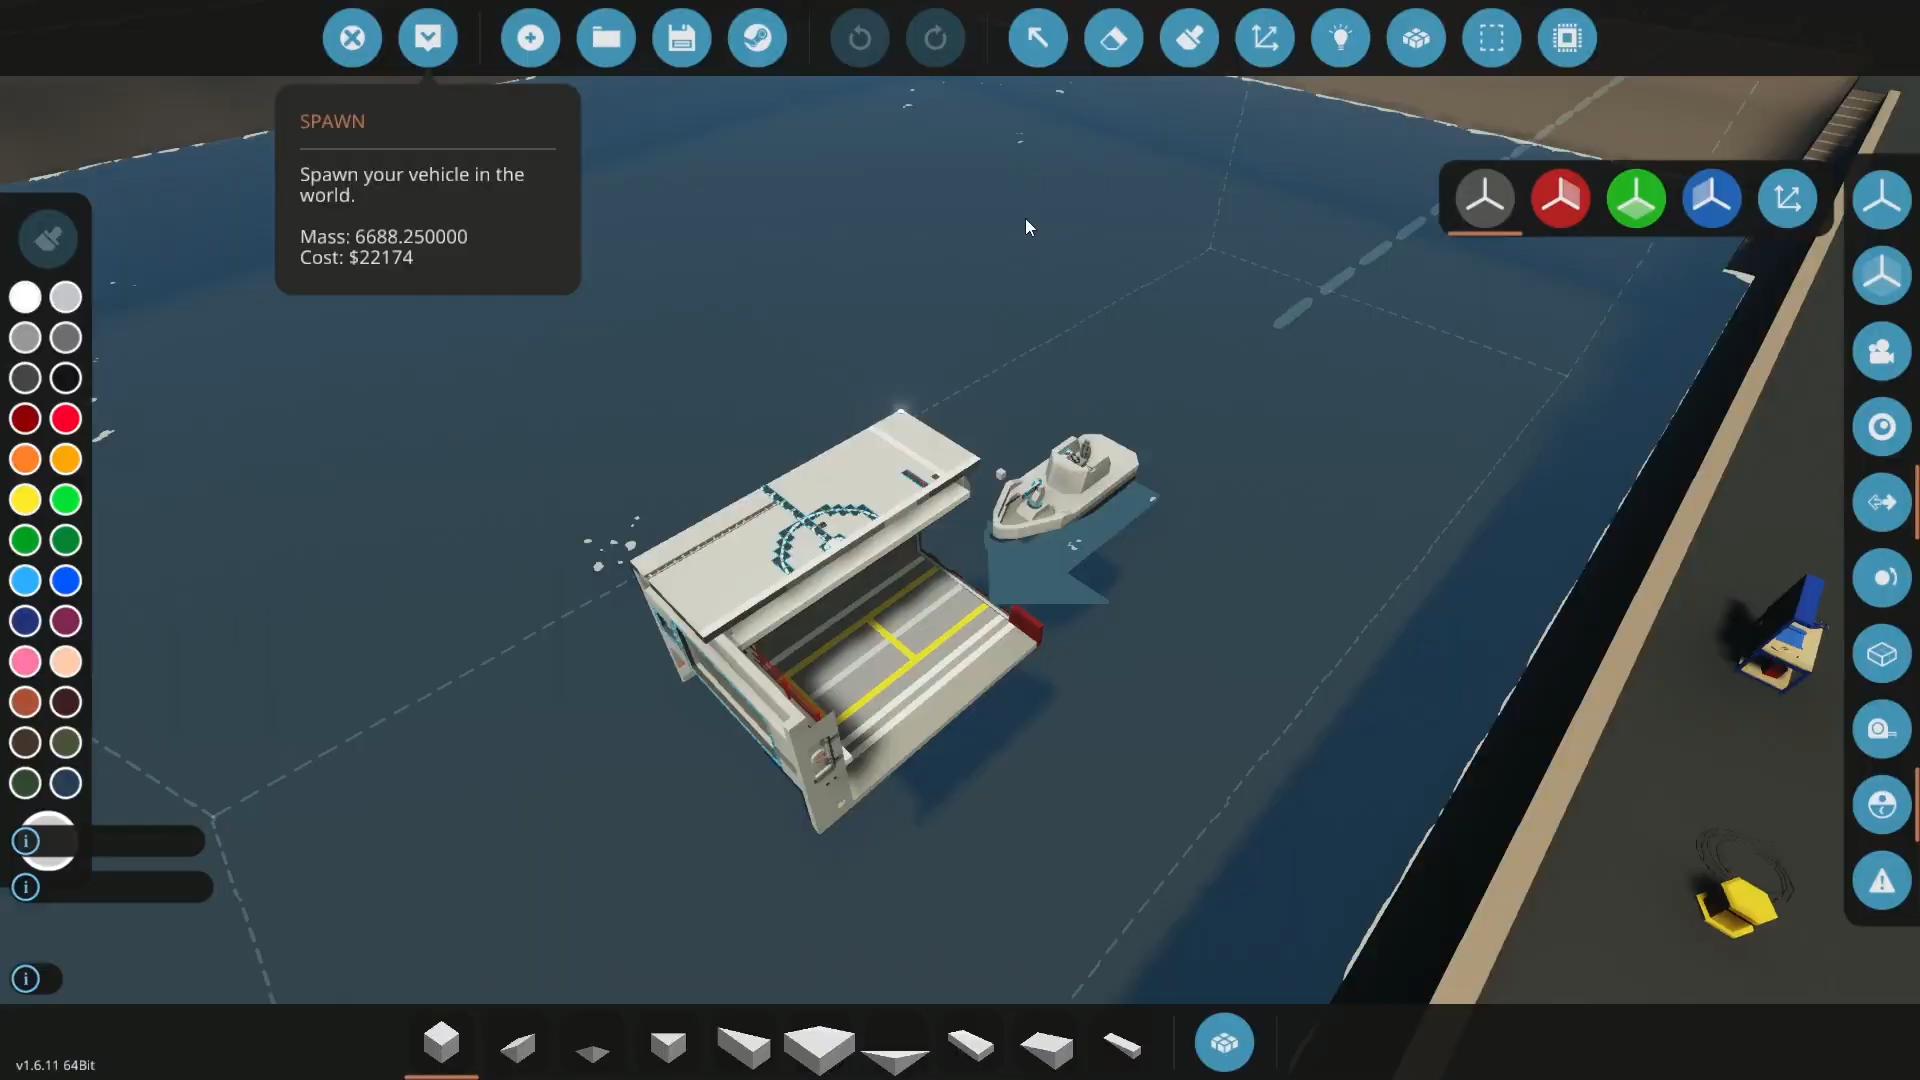 SPAWN
Spawn your vehicle in the
world.
Mass: 6688.250000
Cost: $22174
v1.6.11 64Bit